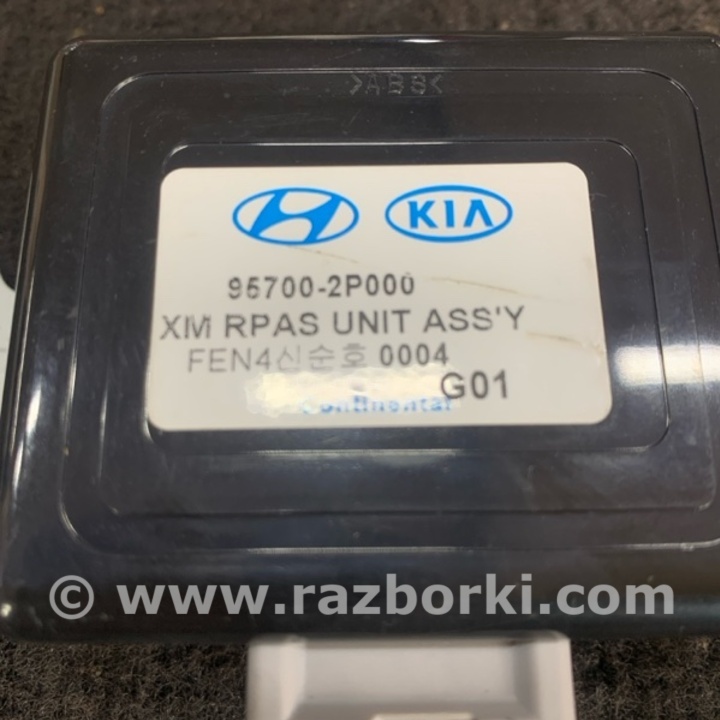 >ABS<
KIA
95700-2P000
XM RPAS UNIT ASS'Y
FEN4신순호 0004
G01
Continental
© www.razborki.com